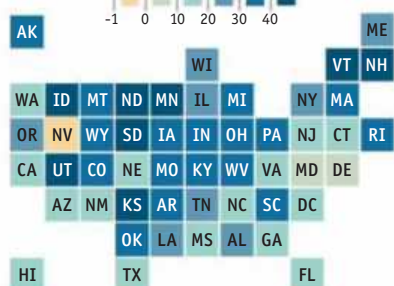 -1 0 10 20 30 40
AK ME
WI VT NH
WA ID MT ND MN IL MI NY MA
OR NV WY SD IA IN OH PA NJ CT RI
CA UT CO NE MO KY WV VA MD DE
AZ NM KS AR TN NC SC DC
OK LA MS AL GA
HI TX FL